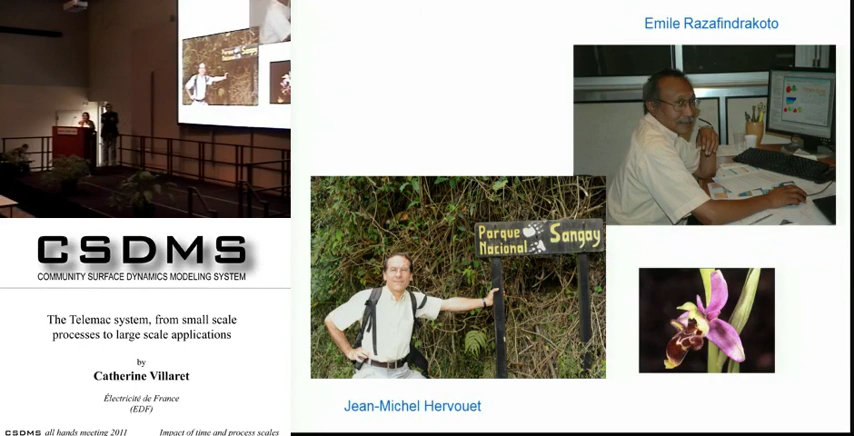 CSDMS
COMMUNITY SURFACE DYNAMICS MODELING SYSTEM
The Telemac system, from small scale
processes to large scale applications
by
Catherine Villaret
Électricité de France
(EDF)
CSDMS all hands meeting 2011 Impact of time and process scales
Emile Razafindrakoto
Parque Nacional Sangay
Jean-Michel Hervouet